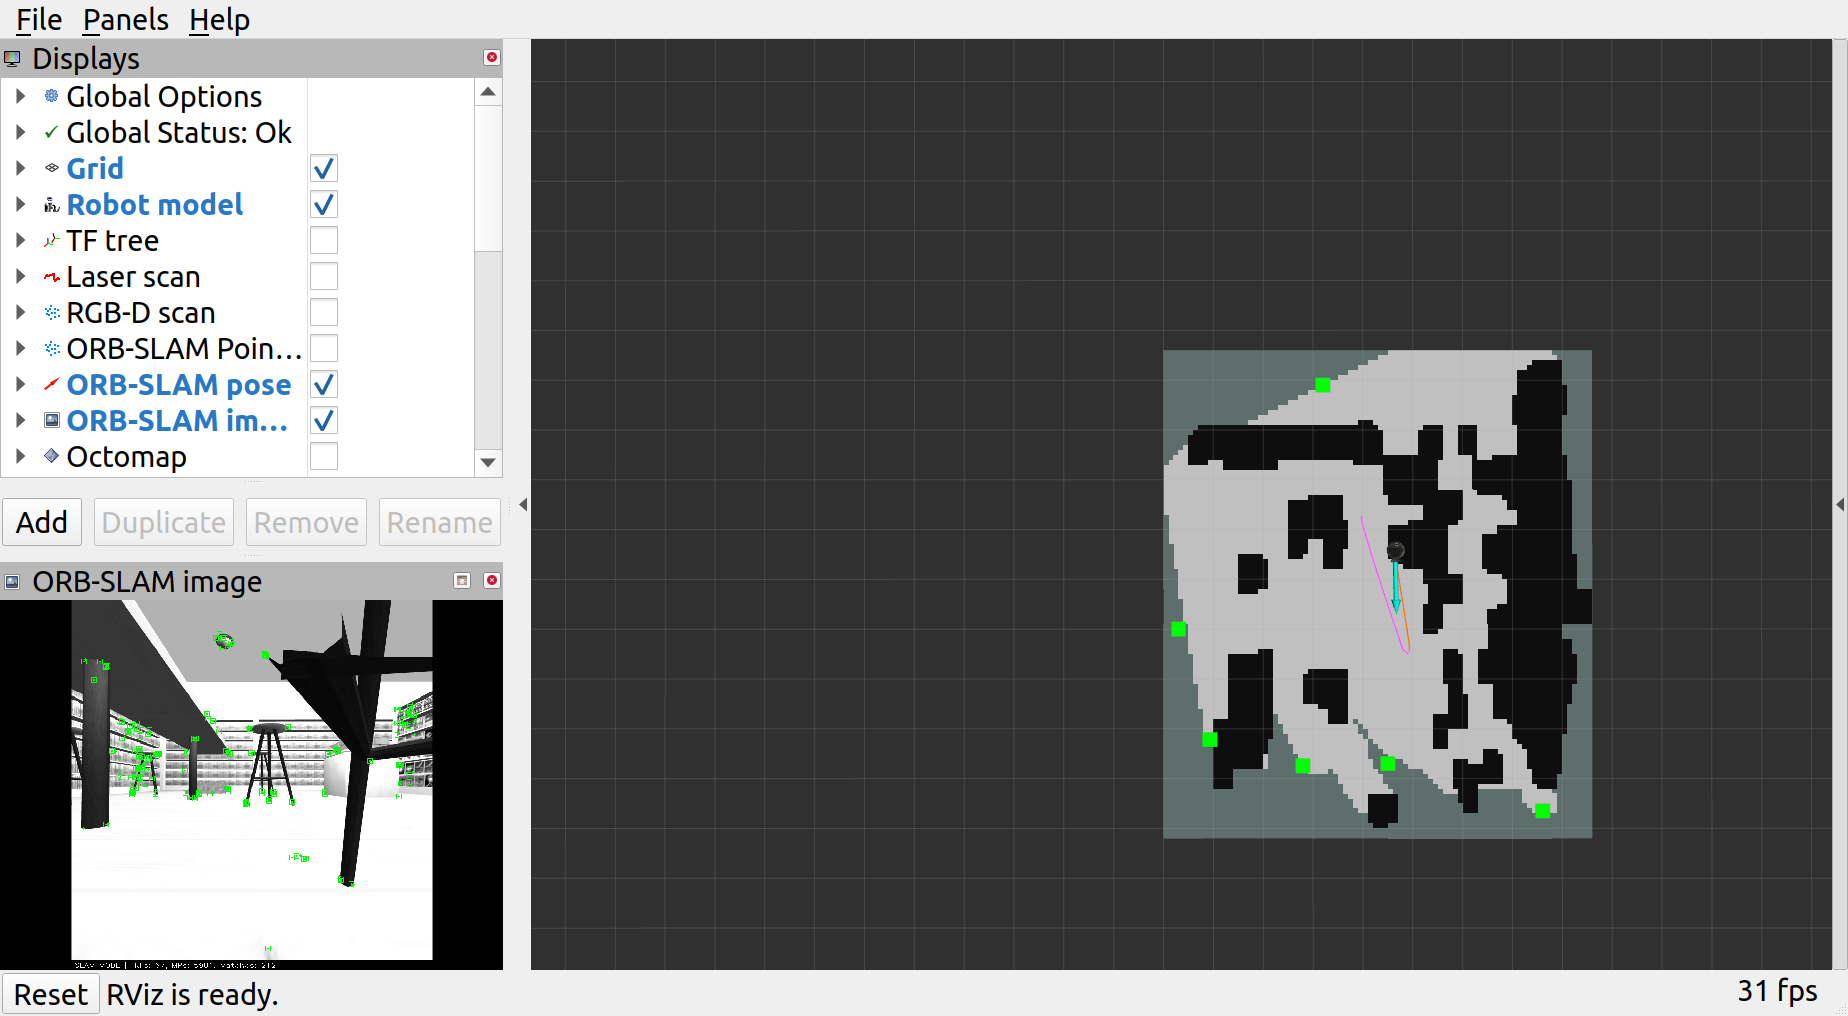 File Panels Help
Displays
Global Options
Global Status: Ok
Grid
Robot model
TF tree
Laser scan
RGB-D scan
ORB-SLAM Poin...
ORB-SLAM pose
ORB-SLAM im...
Octomap
Add Duplicate Remove Rename
ORB-SLAM image
SLAM MODE |
Reset RViz is ready. 31 fps